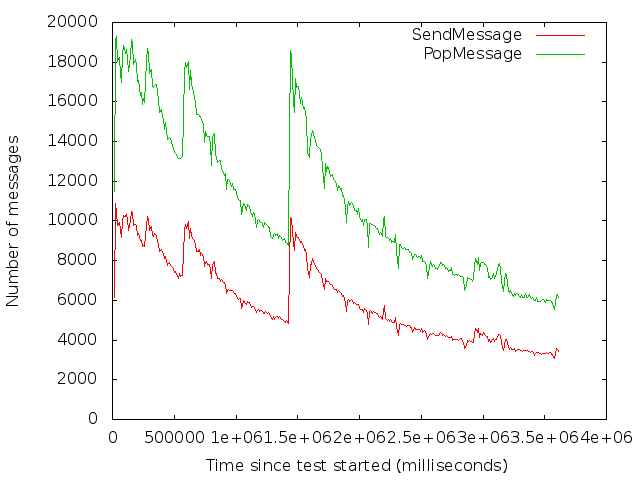 SendMessage
PopMessage
20000
18000
16000
14000
12000
10000
8000
6000
4000
2000
0
Number of messages
0 500000 1e+06 1.5e+06 2e+06 2.5e+06 3e+06 3.5e+06 4e+06
Time since test started (milliseconds)